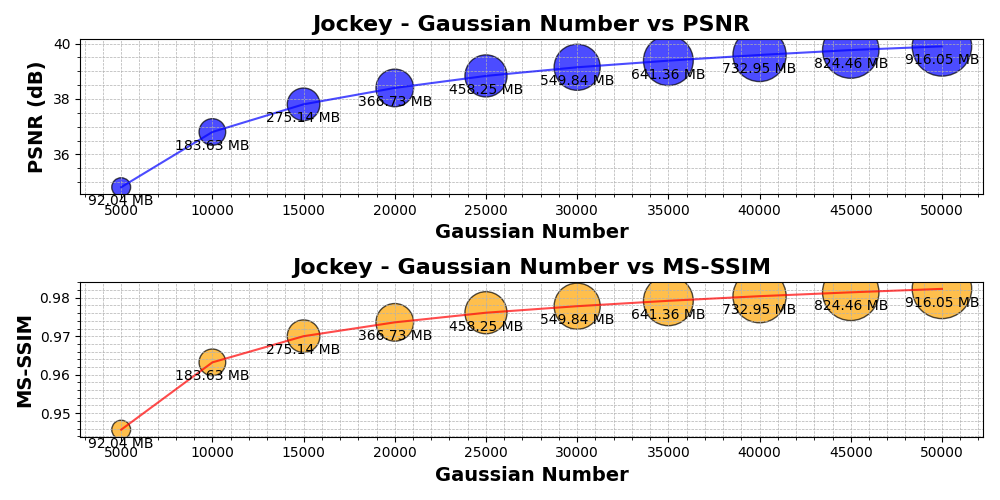 Jockey - Gaussian Number vs PSNR
PSNR (dB)
40
38
36
92.04 MB
183.63 MB
275.14 MB
366.73 MB
458.25 MB
549.84 MB
641.36 MB
732.95 MB
824.46 MB
916.05 MB
5000 10000 15000 20000 25000 30000 35000 40000 45000 50000
Gaussian Number
Jockey - Gaussian Number vs MS-SSIM
MS-SSIM
0.98
0.97
0.96
0.95
92.04 MB
183.63 MB
275.14 MB
366.73 MB
458.25 MB
549.84 MB
641.36 MB
732.95 MB
824.46 MB
916.05 MB
5000 10000 15000 20000 25000 30000 35000 40000 45000 50000
Gaussian Number